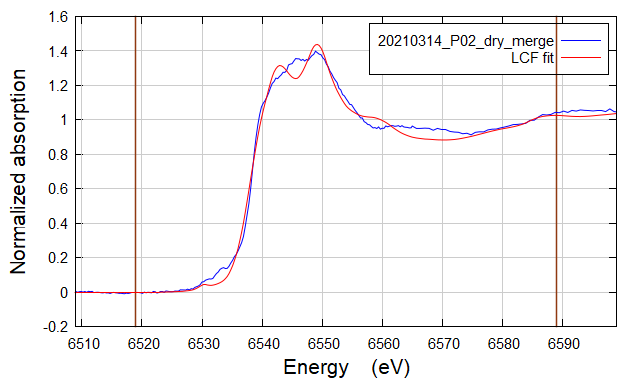 1.6
1.4
1.2
1
0.8
0.6
0.4
0.2
0
-0.2
Normalized absorption
20210314_P02_dry_merge
LCF fit
6510 6520 6530 6540 6550 6560 6570 6580 6590
Energy (eV)